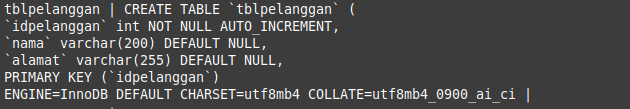 tblpelanggan | CREATE TABLE `tblpelanggan` (
`idpelanggan` int NOT NULL AUTO_INCREMENT,
`nama` varchar(200) DEFAULT NULL,
`alamat` varchar(255) DEFAULT NULL,
PRIMARY KEY (`idpelanggan`)
ENGINE=InnoDB DEFAULT CHARSET=utf8mb4 COLLATE=utf8mb4_0900_ai_ci |